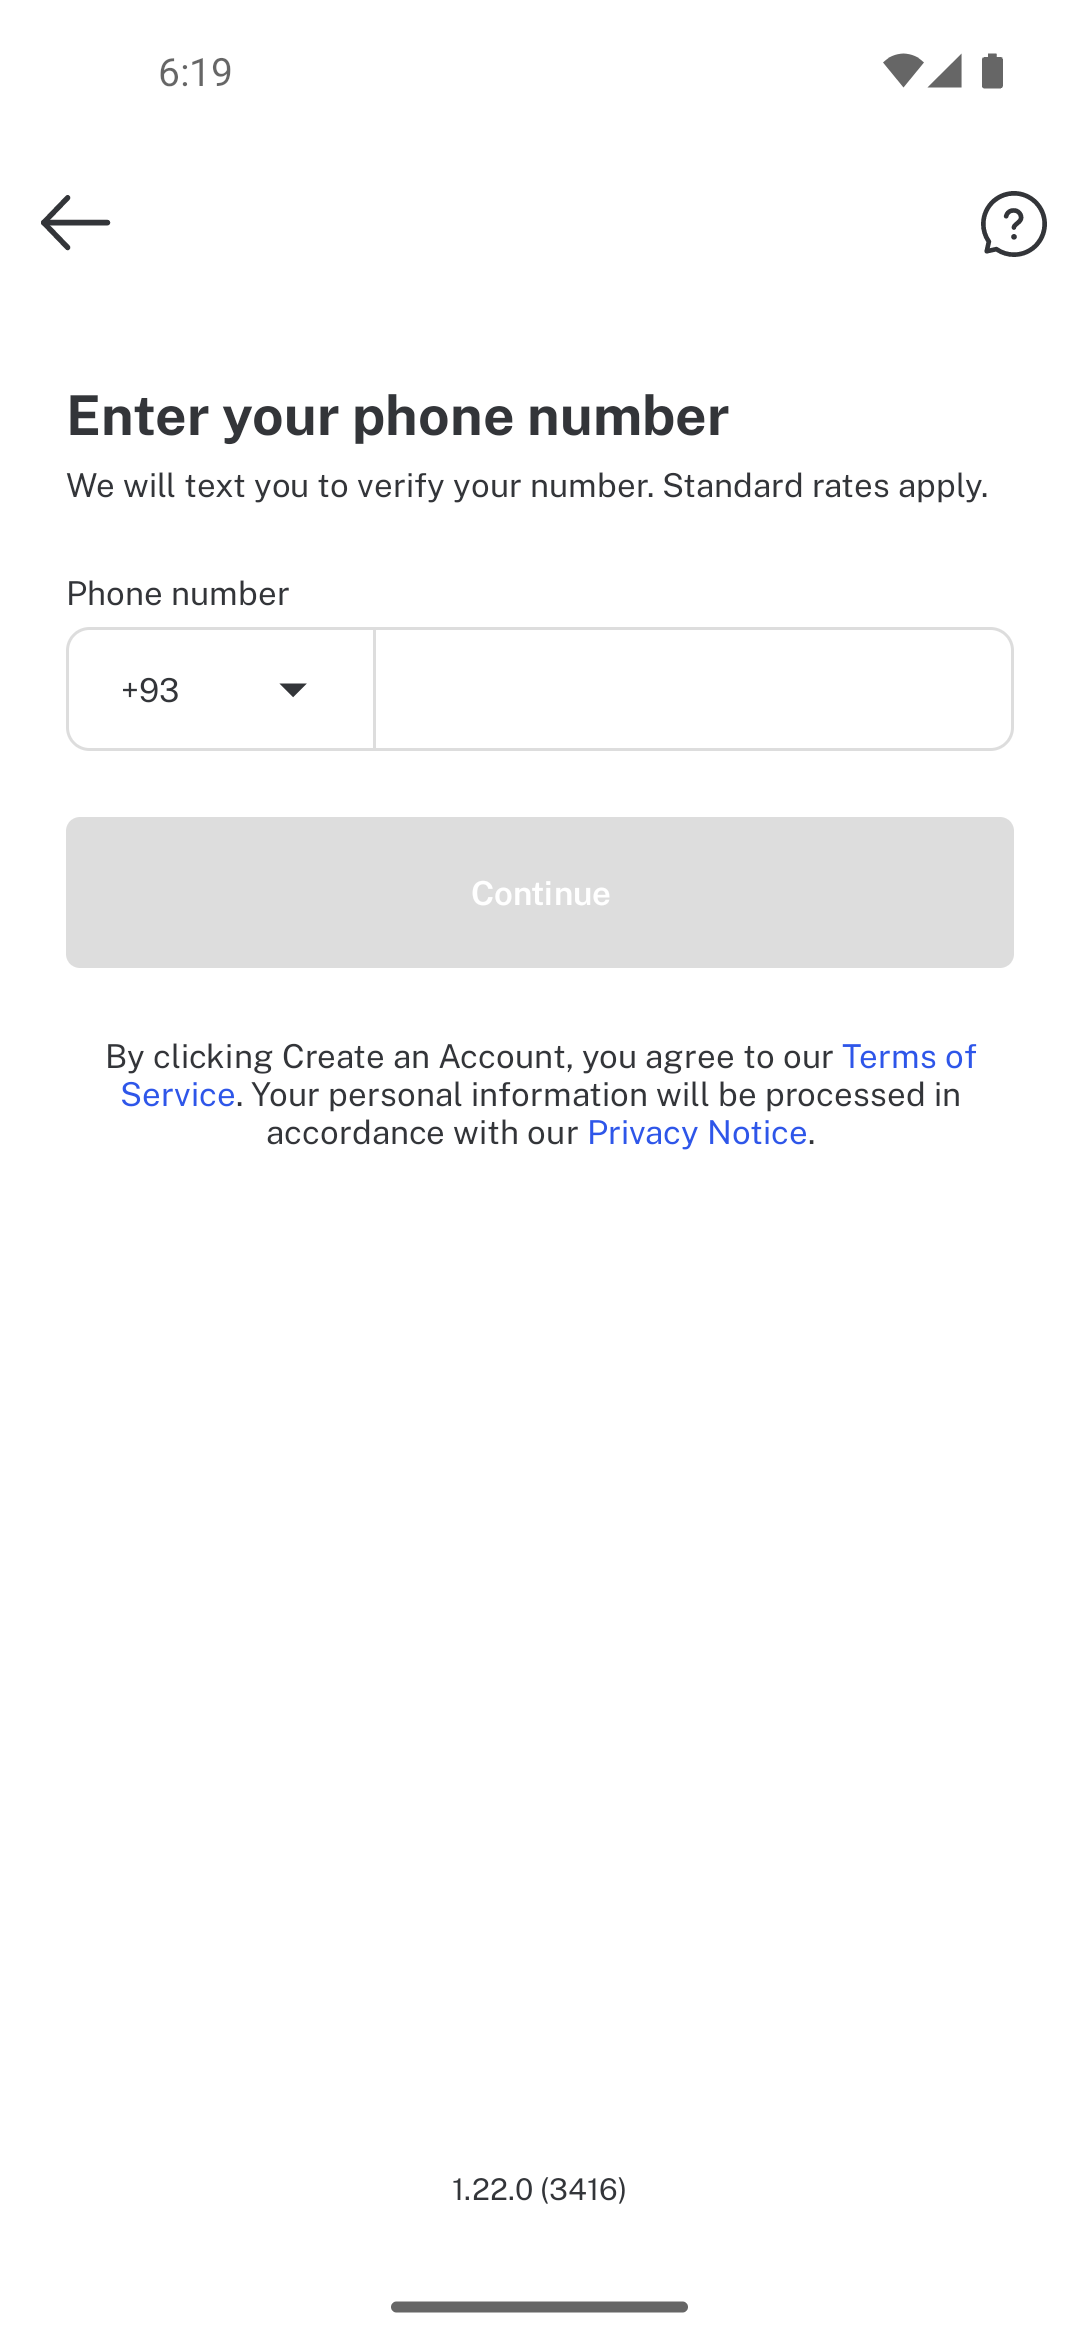 6:19
Enter your phone number
We will text you to verify your number. Standard rates apply.
Phone number
+93
Continue
By clicking Create an Account, you agree to our Terms of
Service. Your personal information will be processed in
accordance with our Privacy Notice.
1.22.0 (3416)